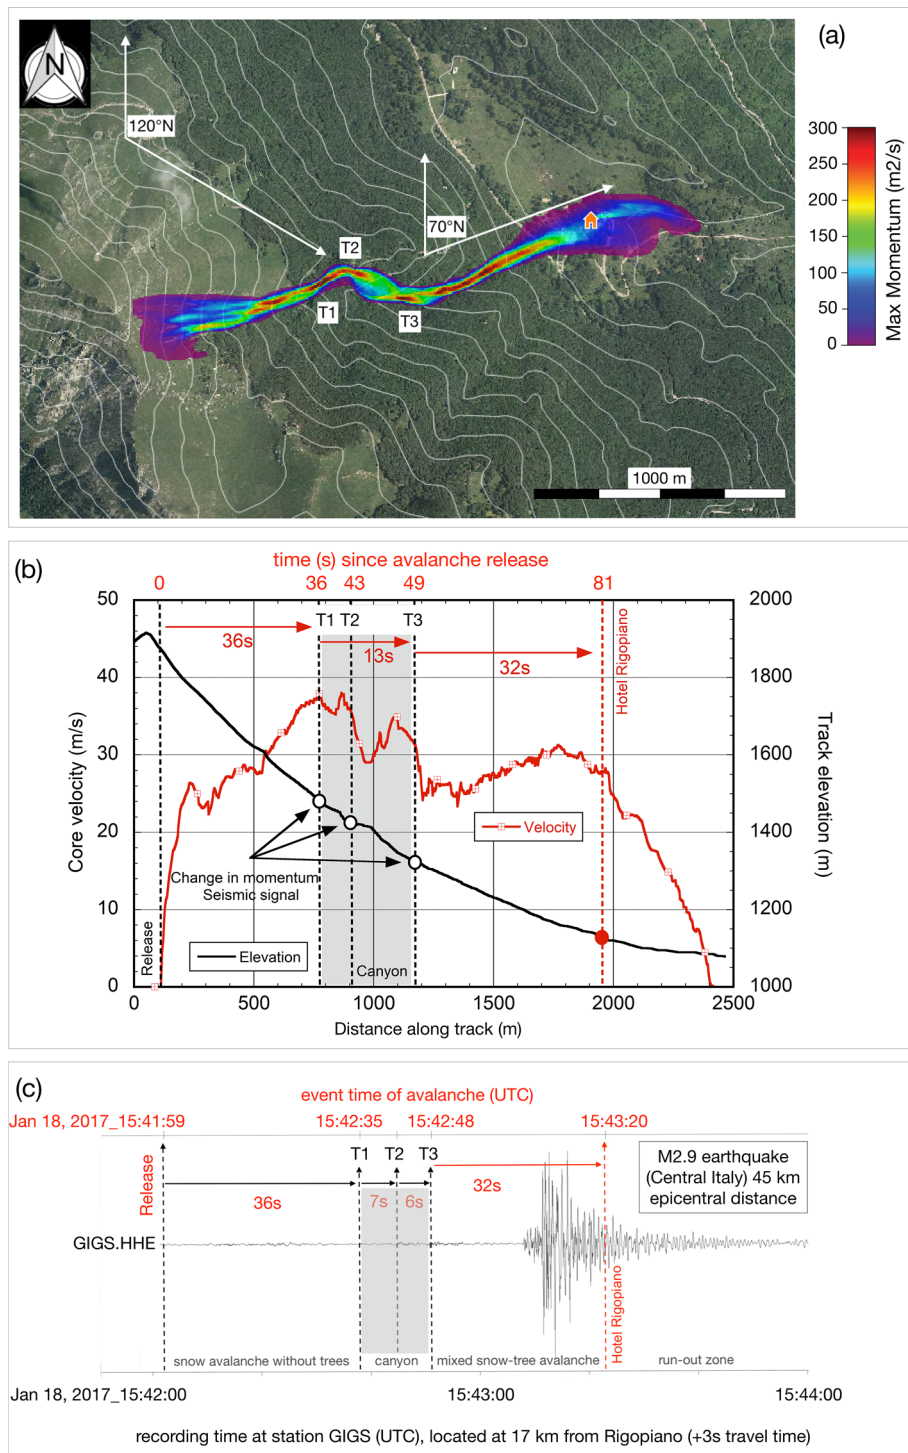 (a)
N
120°N
70°N
T2
T1
T3
1000 m
300
250
200
150
100
50
0
Max Momentum (m2/s)
(b)
time (s) since avalanche release
0 36 43 49 81
50
40
30
20
10
0
Core velocity (m/s)
2000
1800
1600
1400
1200
1000
Track elevation (m)
T1 T2 T3
36s
13s
32s
Hotel Rigopiano
Velocity
Change in momentum
Seismic signal
Release
Elevation
Canyon
0 500 1000 1500 2000 2500
Distance along track (m)
(c)
event time of avalanche (UTC)
Jan 18, 2017_15:41:59 15:42:35 15:42:48 15:43:20
Release
T1 T2 T3
36s
7s
6s
32s
M2.9 earthquake
(Central Italy) 45 km
epicentral distance
GIGS.HHE
Hotel Rigopiano
snow avalanche without trees canyon mixed snow-tree avalanche run-out zone
Jan 18, 2017_15:42:00 15:43:00 15:44:00
recording time at station GIGS (UTC), located at 17 km from Rigopiano (+3s travel time)